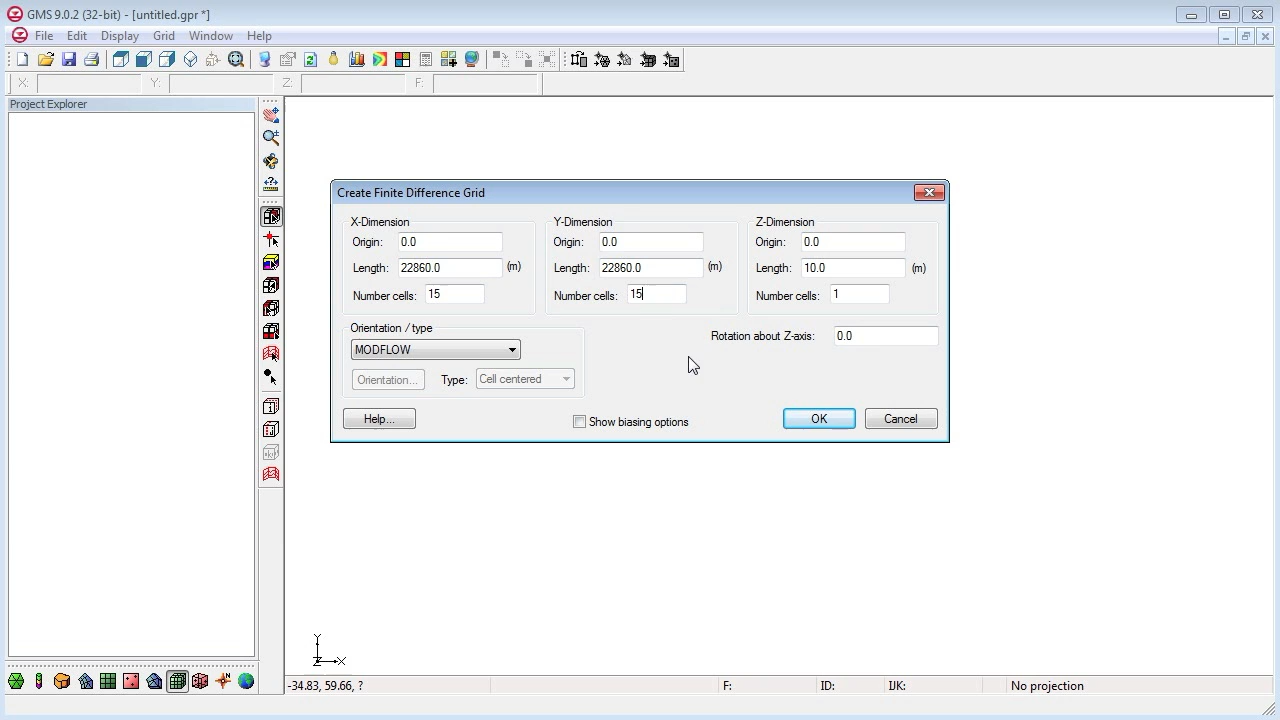 GMS 9.0.2 (32-bit) - [untitled.gpr *]
File Edit Display Grid Window Help
X: Y: Z: F:
Project Explorer
Create Finite Difference Grid
X-Dimension Y-Dimension Z-Dimension
Origin: 0.0 Origin: 0.0 Origin: 0.0
Length: 22860.0 (m) Length: 22860.0 (m) Length: 10.0 (m)
Number cells: 15 Number cells: 15 Number cells: 1
Orientation / type
Rotation about Z-axis: 0.0
MODFLOW
Orientation... Type: Cell centered
Help... Show biasing options OK Cancel
Y
Z X
-34.83, 59.66, ? F: ID: IJK: No projection